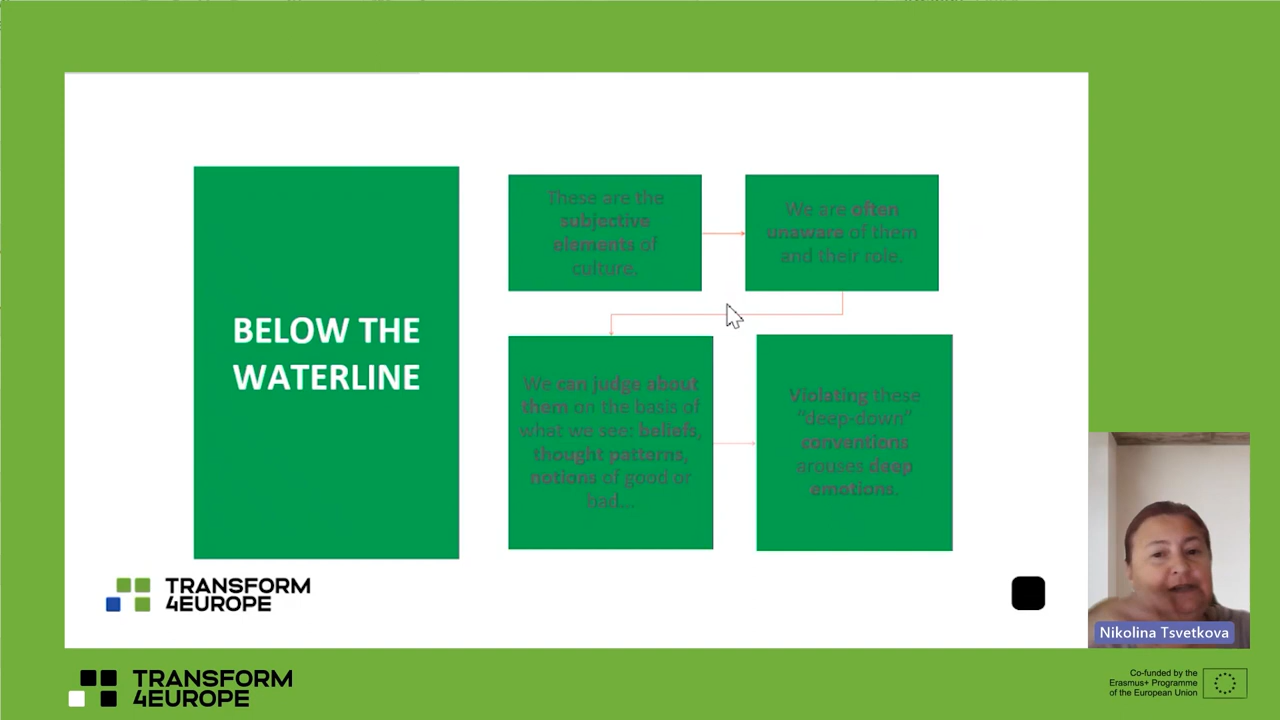 BELOW THE
WATERLINE
These are the
subjective
elements of
culture.
We are often
unaware of them
and their role.
We can judge about
them on the basis of
what we see: beliefs,
thought patterns,
notions of good or
bad...
Violating these
"deep-down"
conventions
arouses deep
emotions.
TRANSFORM
4EUROPE
Nikolina Tsvetkova
TRANSFORM
4EUROPE
Co-funded by the
Erasmus+ Programme
of the European Union